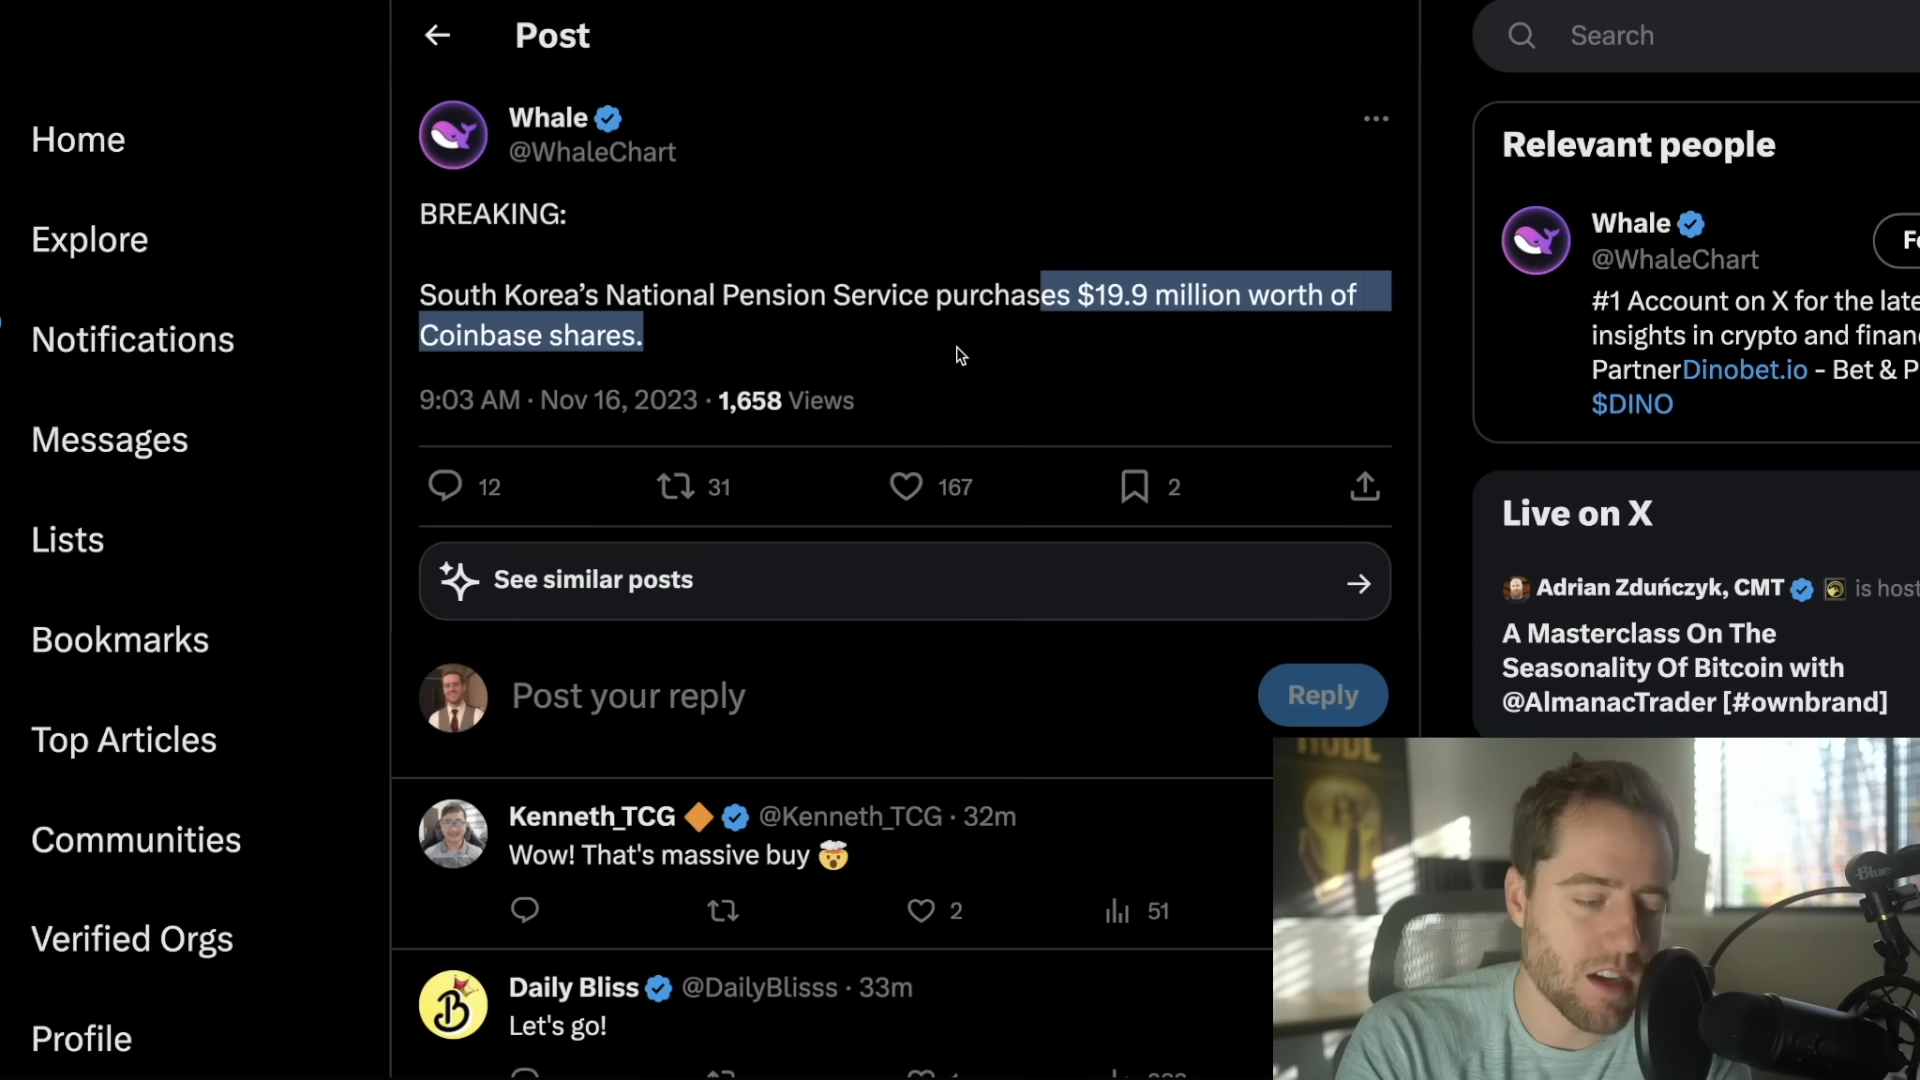 Post
Search
Home
Explore
Notifications
Messages
Lists
Bookmarks
Top Articles
Communities
Verified Orgs
Profile
Whale
@WhaleChart
BREAKING:
South Korea’s National Pension Service purchases $19.9 million worth of
Coinbase shares.
9:03 AM · Nov 16, 2023 · 1,658 Views
12 31 167 2
See similar posts
Post your reply
Reply
Kenneth_TCG @Kenneth_TCG · 32m
Wow! That's massive buy
2 51
Daily Bliss @DailyBlisss · 33m
Let's go!
Relevant people
Whale
@WhaleChart
#1 Account on X for the late
insights in crypto and finan
PartnerDinobet.io - Bet & P
$DINO
Live on X
Adrian Zduńczyk, CMT is host
A Masterclass On The
Seasonality Of Bitcoin with
@AlmanacTrader [#ownbrand]
HODL
Blue